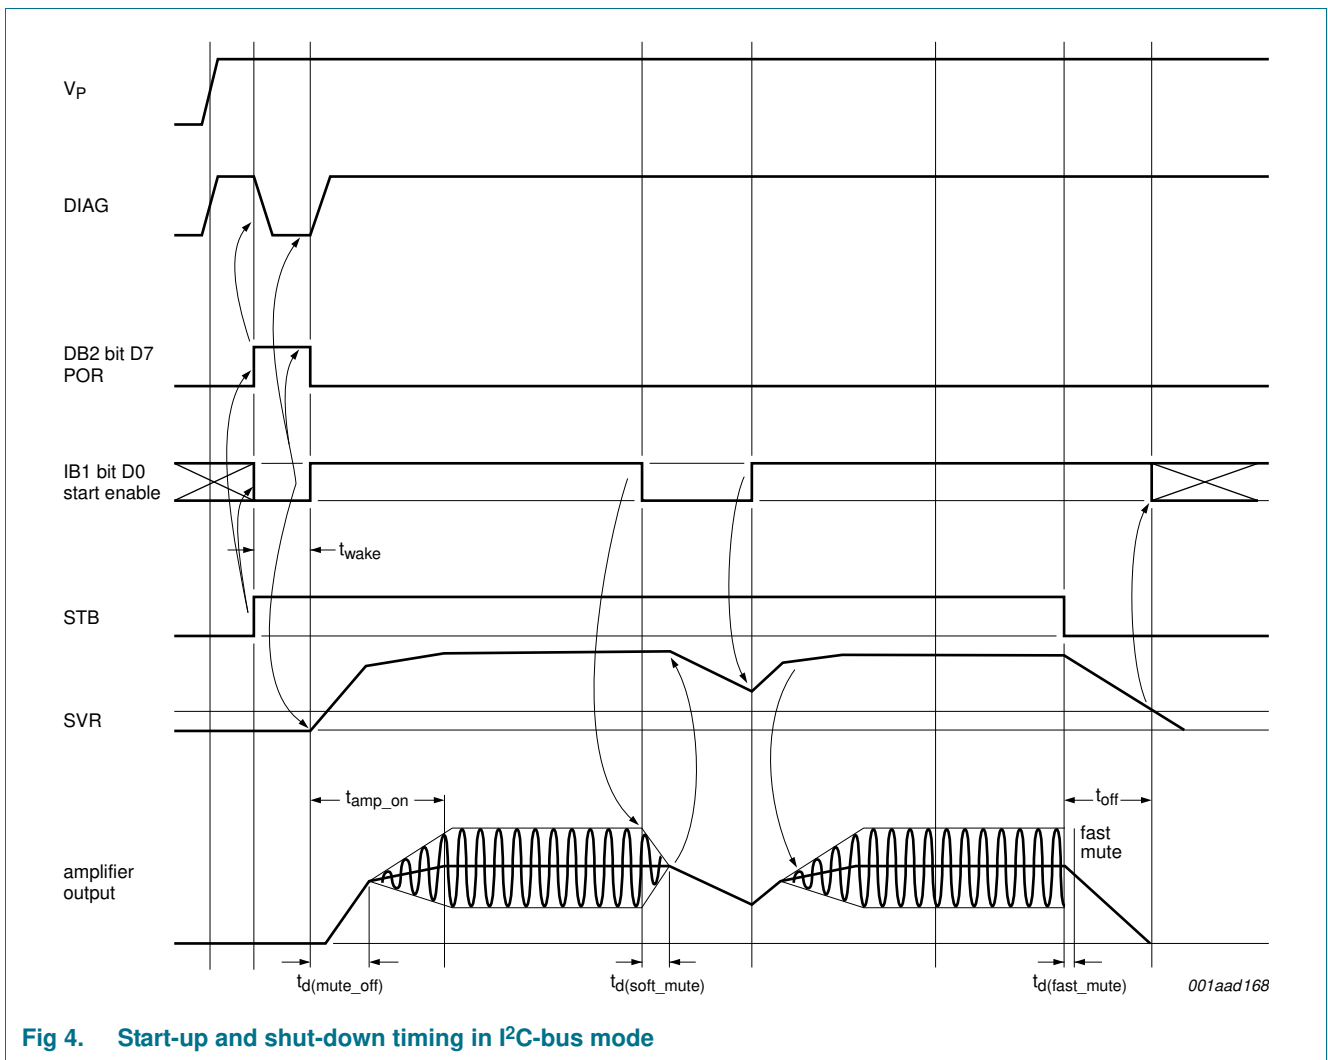 VP
DIAG
DB2 bit D7
POR
IB1 bit D0
start enable
twake
STB
SVR
tamp_on
toff
fast
mute
amplifier
output
td(mute_off)
td(soft_mute)
td(fast_mute)
001aad168
Fig 4. Start-up and shut-down timing in I2C-bus mode